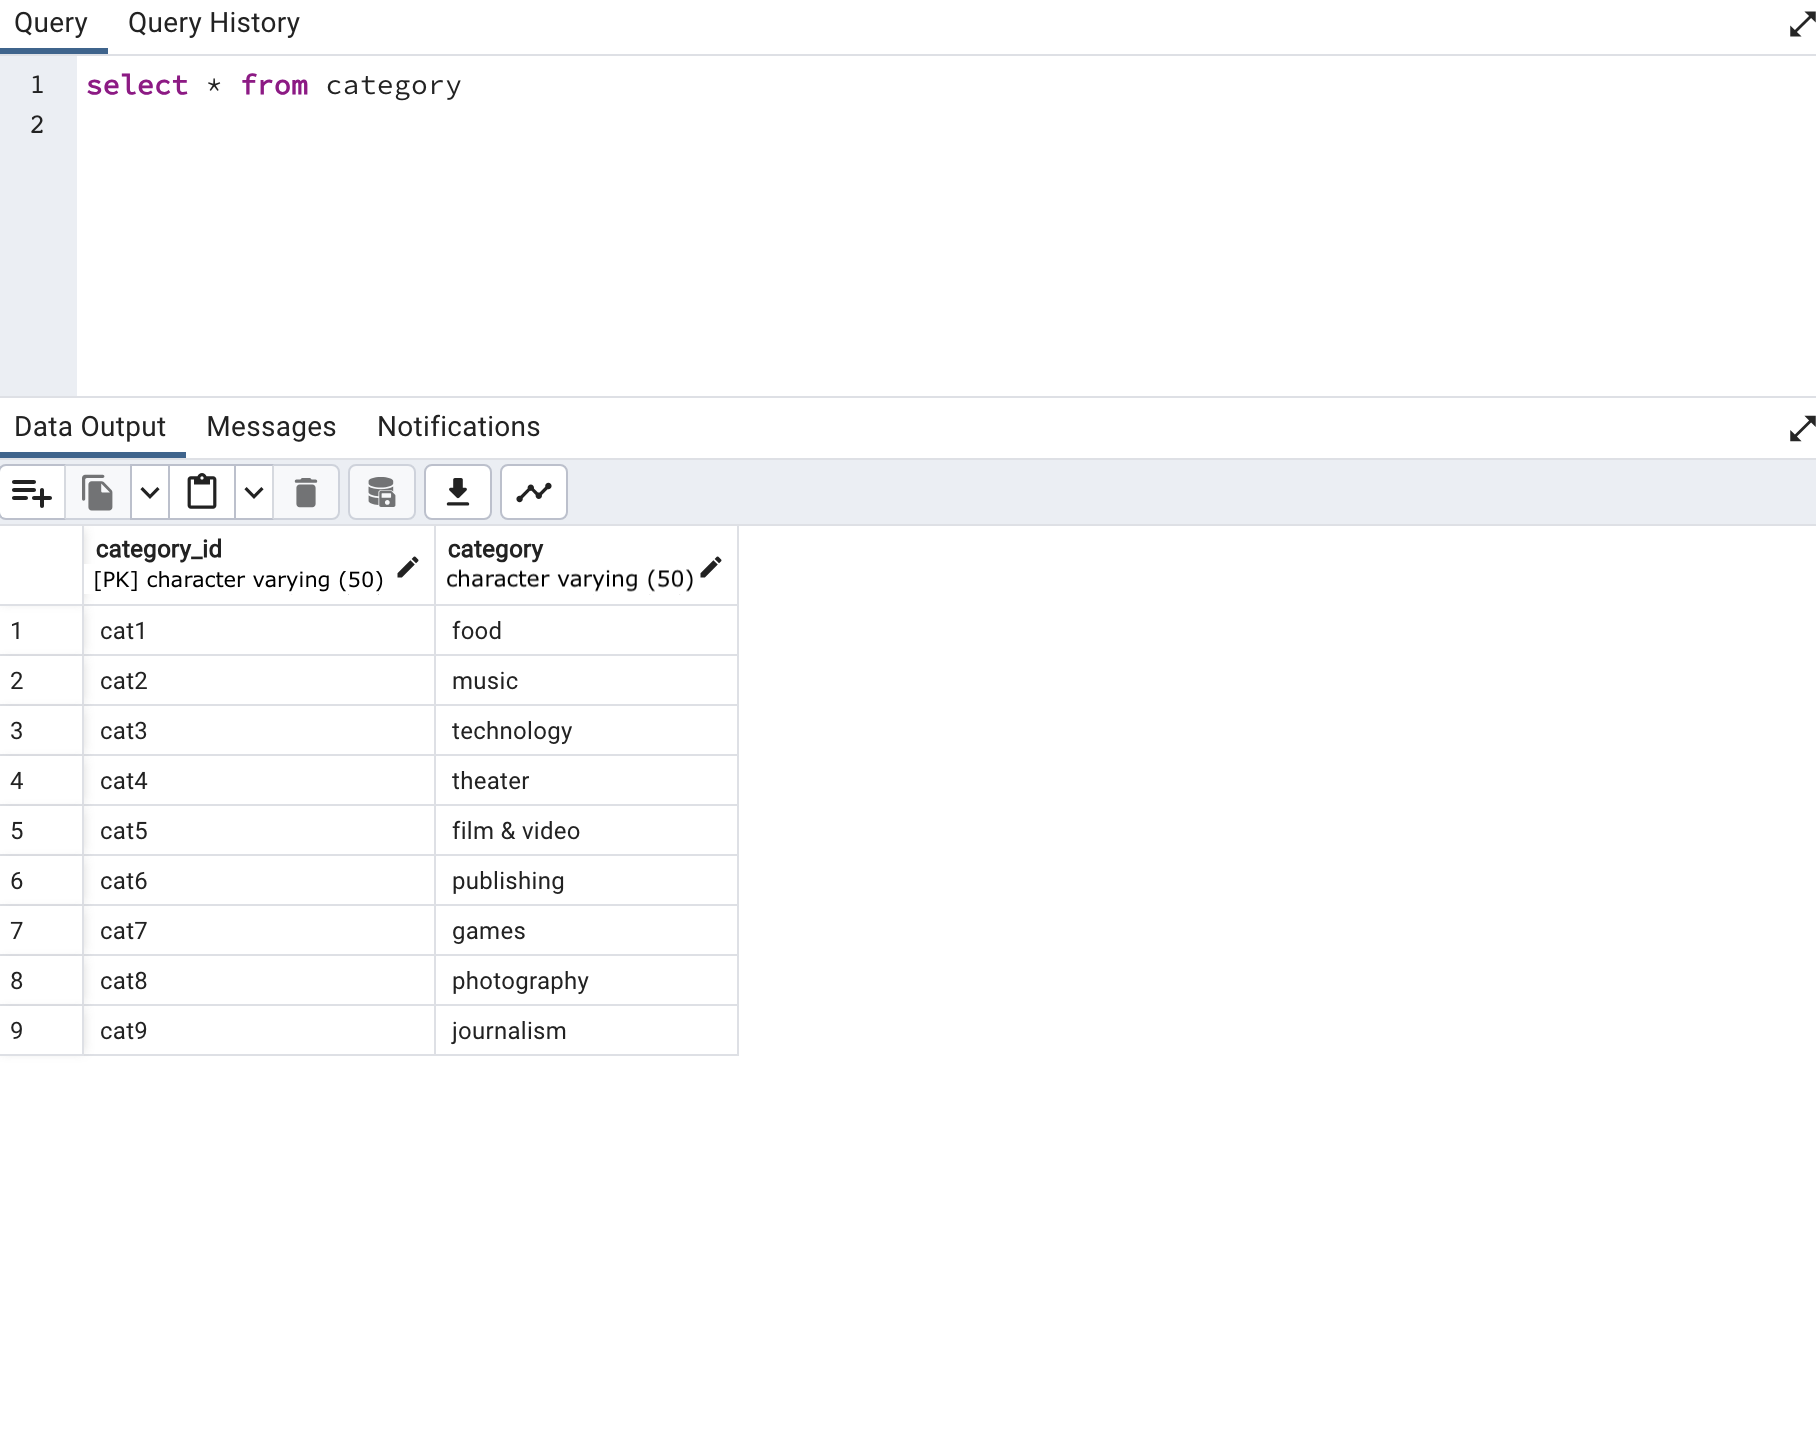 Query Query History
1 select * from category
2
Data Output Messages Notifications
category_id category
[PK] character varying (50) character varying (50)
1 cat1 food
2 cat2 music
3 cat3 technology
4 cat4 theater
5 cat5 film & video
6 cat6 publishing
7 cat7 games
8 cat8 photography
9 cat9 journalism